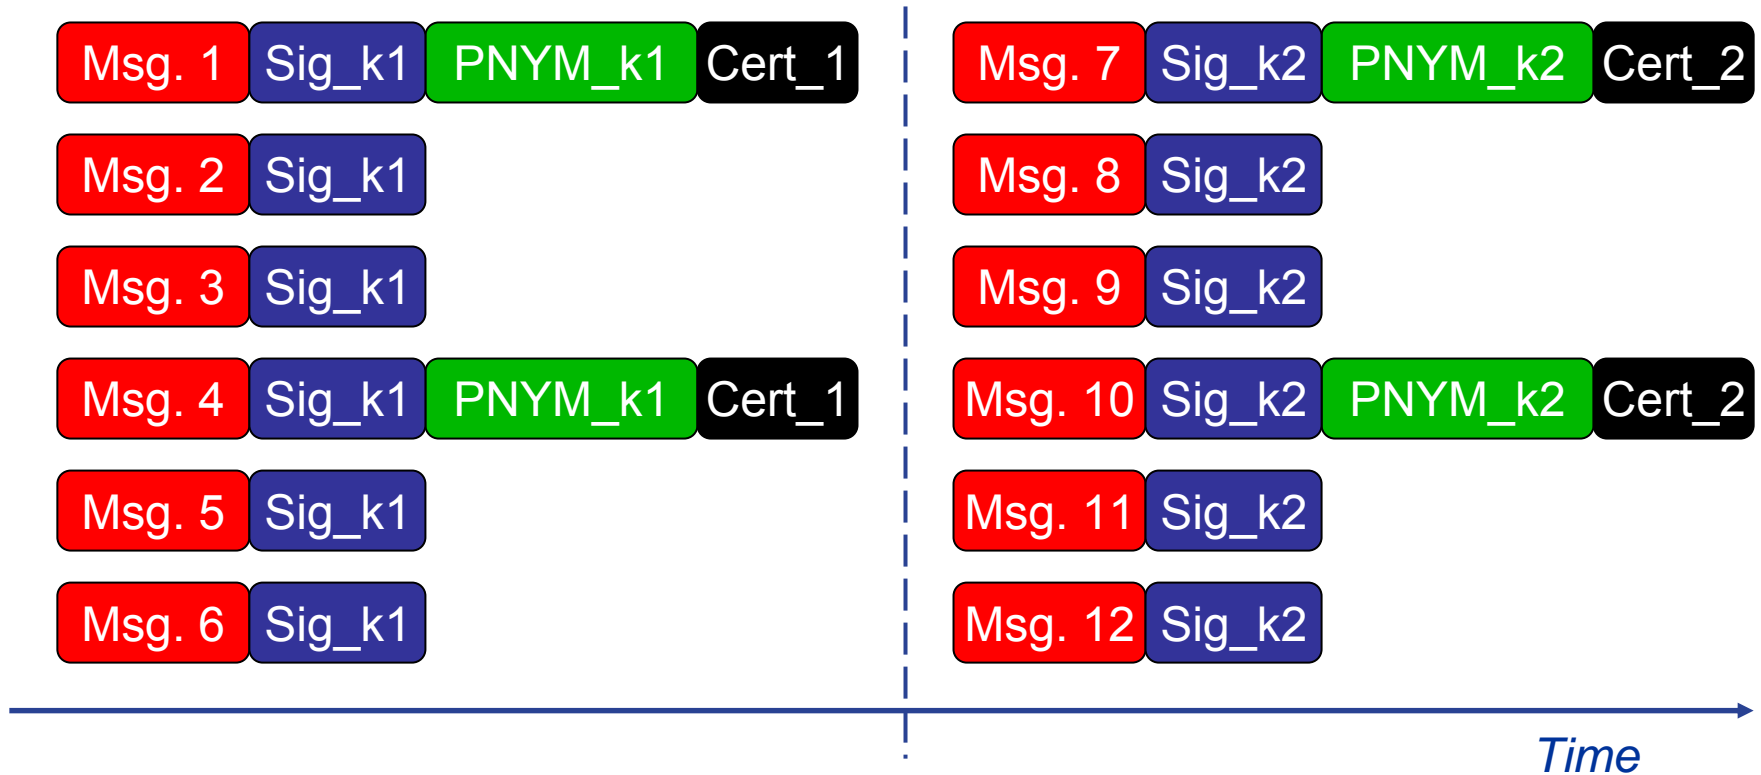 Msg. 1 Sig_k1 PNYM_k1 Cert_1
Msg. 2 Sig_k1
Msg. 3 Sig_k1
Msg. 4 Sig_k1 PNYM_k1 Cert_1
Msg. 5 Sig_k1
Msg. 6 Sig_k1
Msg. 7 Sig_k2 PNYM_k2 Cert_2
Msg. 8 Sig_k2
Msg. 9 Sig_k2
Msg. 10 Sig_k2 PNYM_k2 Cert_2
Msg. 11 Sig_k2
Msg. 12 Sig_k2
Time